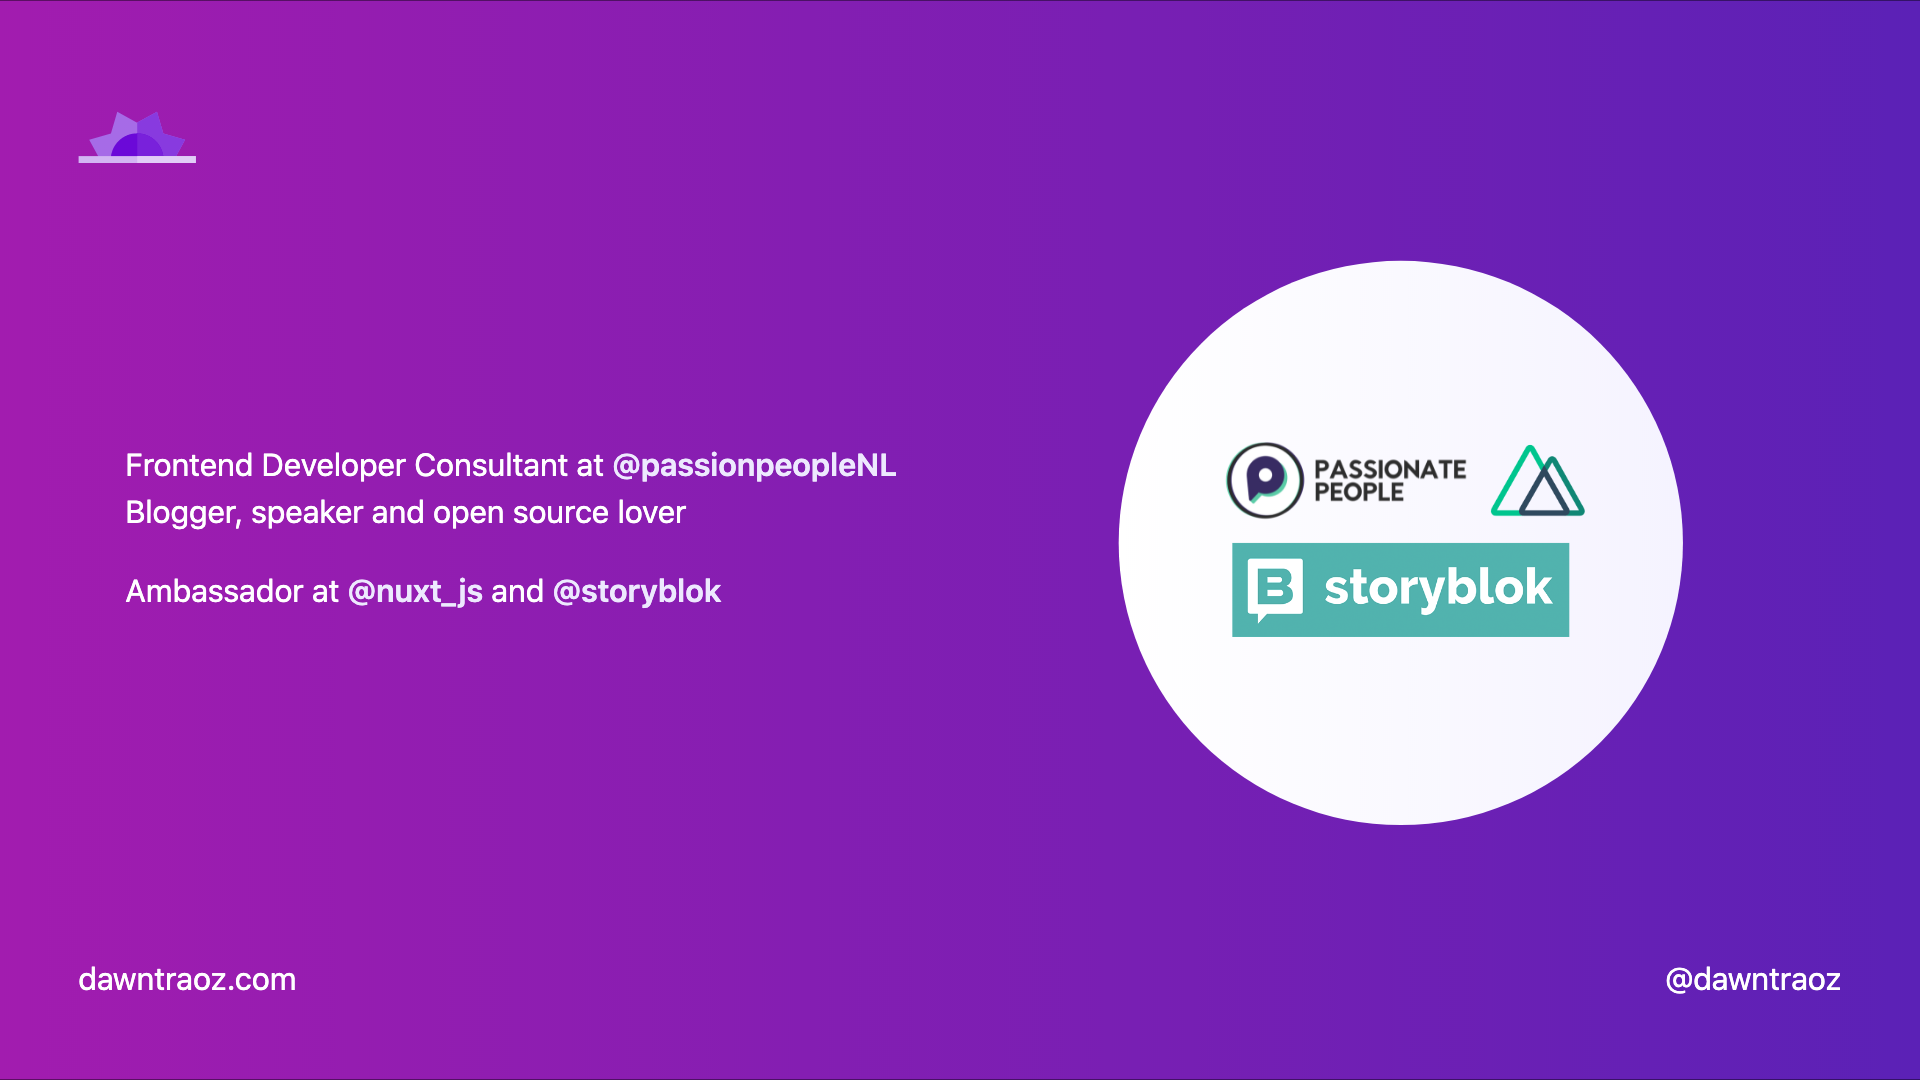 Frontend Developer Consultant at @passionpeopleNL
Blogger, speaker and open source lover
Ambassador at @nuxt_js and @storyblok
PASSIONATE
PEOPLE
storyblok
dawntraoz.com
@dawntraoz